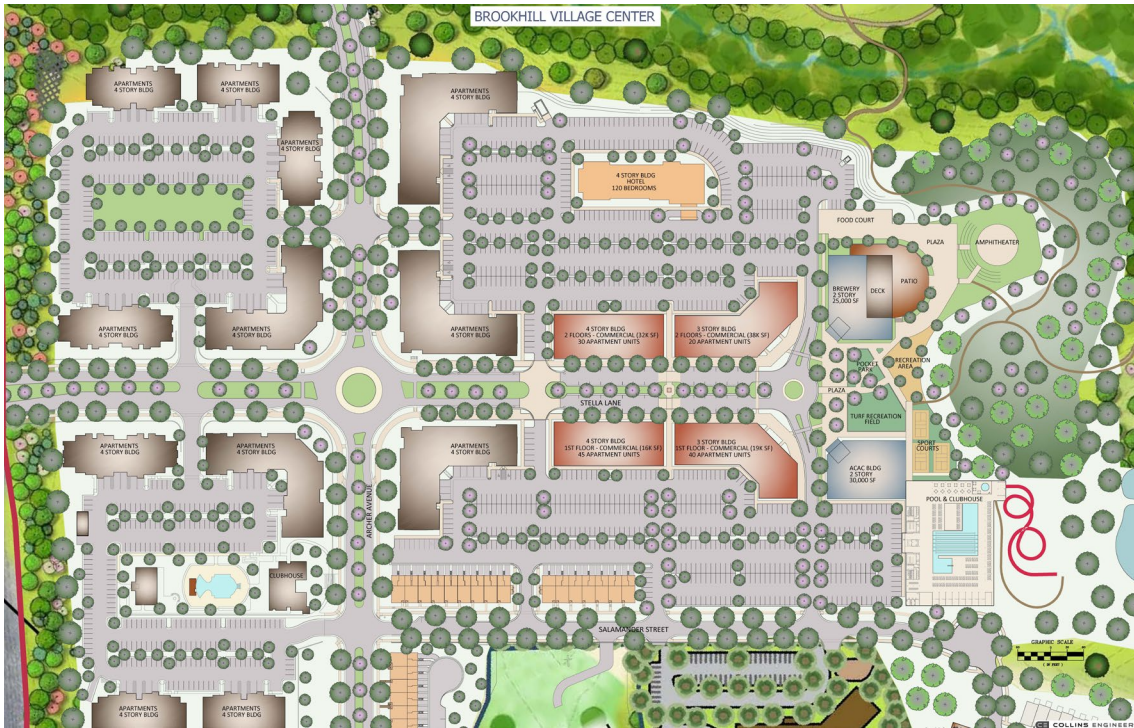 BROOKHILL VILLAGE CENTER
APARTMENTS
4 STORY BLDG
APARTMENTS
4 STORY BLDG
APARTMENTS
4 STORY BLDG
APARTMENTS
4 STORY BLDG
4 STORY BLDG
HOTEL
120 BEDROOMS
FOOD COURT
PLAZA
AMPHITEATER
BREWERY
2 STORY
25,000 SF
DECK
PATIO
APARTMENTS
4 STORY BLDG
APARTMENTS
4 STORY BLDG
APARTMENTS
4 STORY BLDG
4 STORY BLDG
2 FLOORS - COMMERCIAL (32K SF)
30 APARTMENT UNITS
3 STORY BLDG
2 FLOORS - COMMERCIAL (38K SF)
20 APARTMENT UNITS
POCKET
PARK
RECREATION
AREA
PLAZA
STELLA LANE
TURF RECREATION
FIELD
SPORT
COURTS
APARTMENTS
4 STORY BLDG
APARTMENTS
4 STORY BLDG
APARTMENTS
4 STORY BLDG
4 STORY BLDG
1ST FLOOR - COMMERCIAL (16K SF)
45 APARTMENT UNITS
3 STORY BLDG
1ST FLOOR - COMMERCIAL (19K SF)
40 APARTMENT UNITS
ACAC BLDG
2 STORY
30,000 SF
POOL & CLUBHOUSE
ARCHER AVENUE
CLUBHOUSE
SALAMANDER STREET
GRAPHIC SCALE
( IN FEET )
APARTMENTS
4 STORY BLDG
APARTMENTS
4 STORY BLDG
CE COLLINS ENGINEER